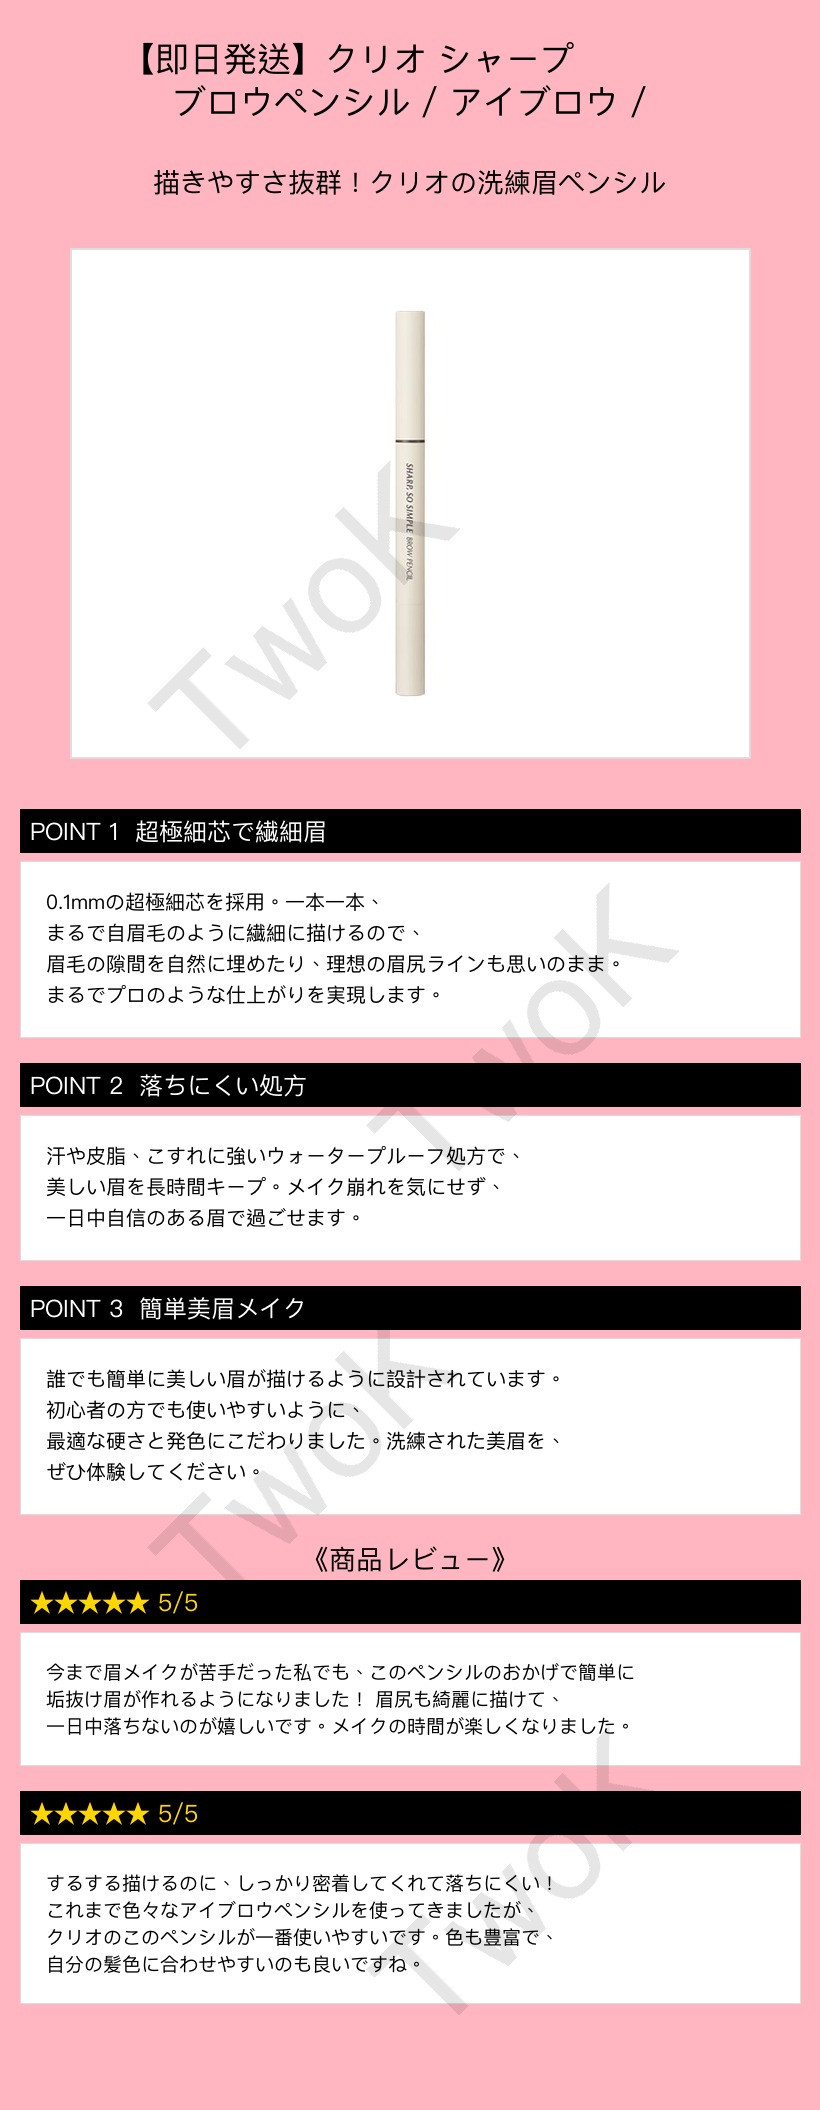 【即日発送】クリオ シャープ
ブロウペンシル / アイブロウ /
描きやすさ抜群！クリオの洗練眉ペンシル
SHARP, SO SIMPLE BROW PENCIL
TwoK
POINT 1 超極細芯で繊細眉
0.1mmの超極細芯を採用。一本一本、
まるで自眉毛のように繊細に描けるので、
眉毛の隙間を自然に埋めたり、理想の眉尻ラインも思いのまま。
まるでプロのような仕上がりを実現します。
TwoK
POINT 2 落ちにくい処方
汗や皮脂、こすれに強いウォータープルーフ処方で、
美しい眉を長時間キープ。メイク崩れを気にせず、
一日中自信のある眉で過ごせます。
POINT 3 簡単美眉メイク
誰でも簡単に美しい眉が描けるように設計されています。
初心者の方でも使いやすいように、
最適な硬さと発色にこだわりました。洗練された美眉を、
ぜひ体験してください。
TwoK
《商品レビュー》
★★★★★ 5/5
今まで眉メイクが苦手だった私でも、このペンシルのおかげで簡単に
垢抜け眉が作れるようになりました！ 眉尻も綺麗に描けて、
一日中落ちないのが嬉しいです。メイクの時間が楽しくなりました。
★★★★★ 5/5
するする描けるのに、しっかり密着してくれて落ちにくい！
これまで色々なアイブロウペンシルを使ってきましたが、
クリオのこのペンシルが一番使いやすいです。色も豊富で、
自分の髪色に合わせやすいのも良いですね。
TwoK